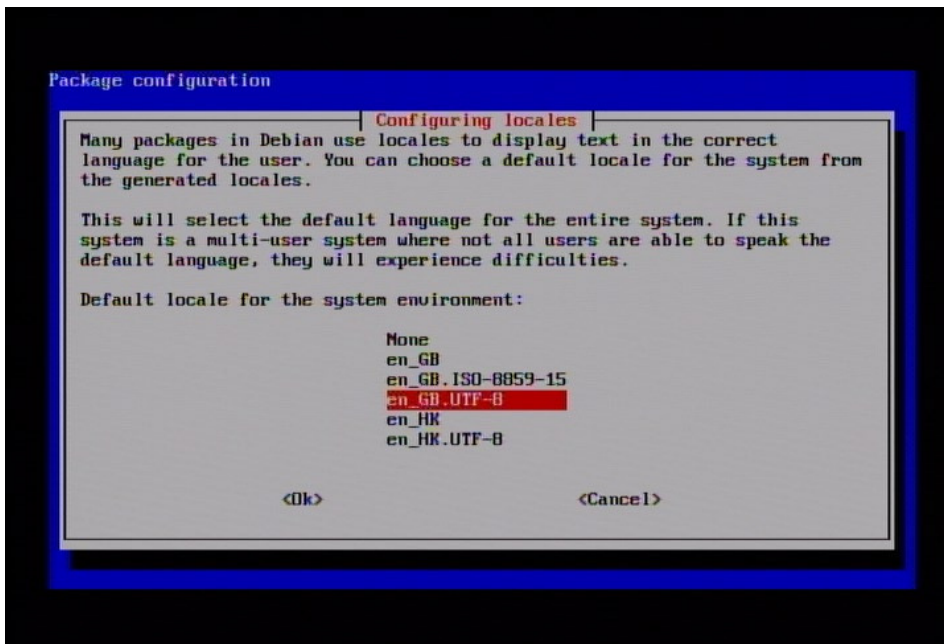 Package configuration
Configuring locales
Many packages in Debian use locales to display text in the correct
language for the user. You can choose a default locale for the system from
the generated locales.
This will select the default language for the entire system. If this
system is a multi-user system where not all users are able to speak the
default language, they will experience difficulties.
Default locale for the system environment:
None
en_GB
en_GB.ISO-8859-15
en_GB.UTF-8
en_HK
en_HK.UTF-8
<Ok> <Cancel>